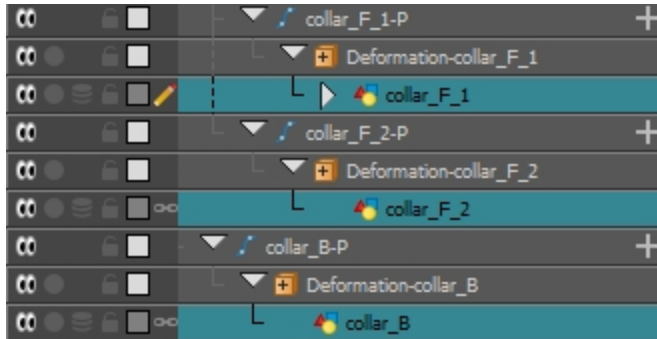 collar_F_1-P
Deformation-collar_F_1
collar_F_1
collar_F_2-P
Deformation-collar_F_2
collar_F_2
collar_B-P
Deformation-collar_B
collar_B